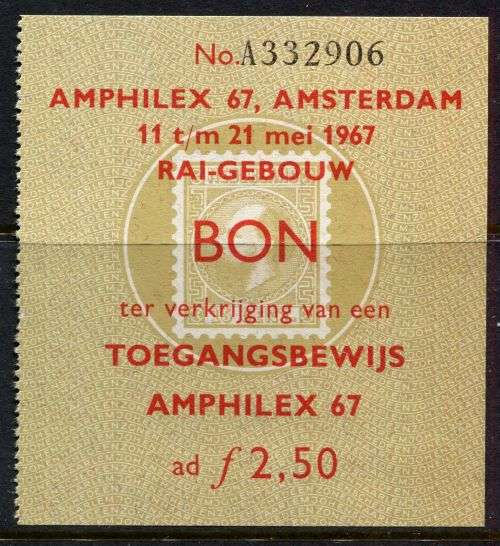 No.A332906
AMPHILEX 67, AMSTERDAM
11 t/m 21 mei 1967
RAI-GEBOUW
BON
ter verkrijging van een
TOEGANGSBEWIJS
AMPHILEX 67
ad f 2,50